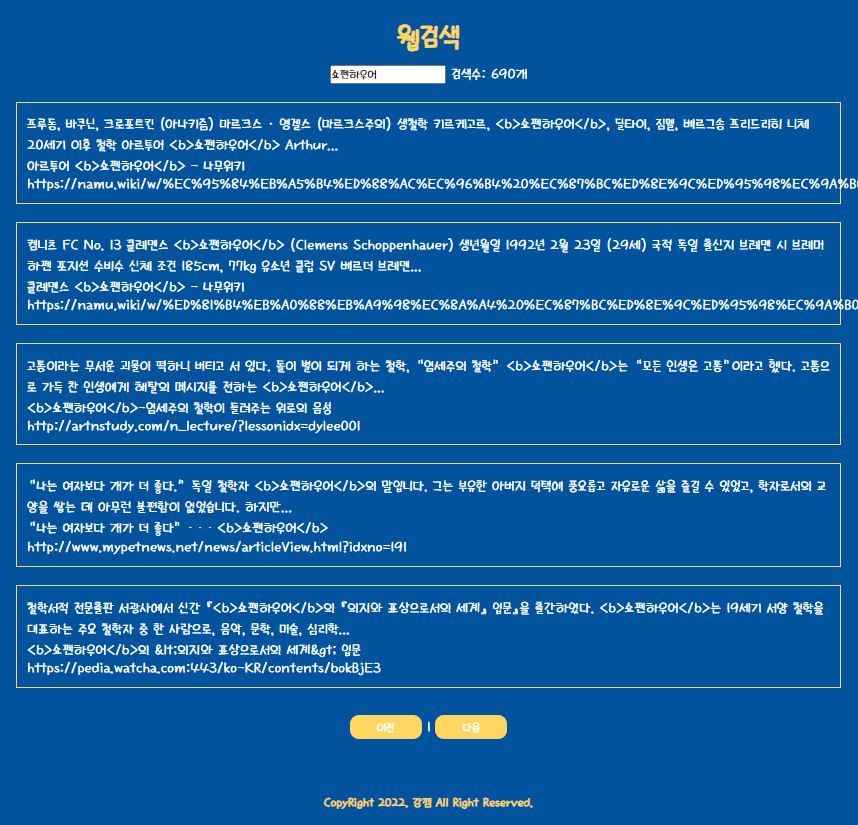 웹검색
쇼펜하우어 검색수: 690개
프루동, 바쿠닌, 크로포트킨 (아나키즘) 마르크스 · 엥겔스 (마르크스주의) 생철학 키르케고르, <b>쇼펜하우어</b>, 딜타이, 짐멜, 베르그송 프리드리히 니체
20세기 이후 철학 아르투어 <b>쇼펜하우어</b> Arthur...
아르투어 <b>쇼펜하우어</b> - 나무위키
https://namu.wiki/w/%EC%95%84%EB%A5%B4%ED%88%AC%EC%96%B4%20%EC%87%BC%ED%8E%9C%ED%95%98%EC%9A%B0
켐니츠 FC No. 13 클레멘스 <b>쇼펜하우어</b> (Clemens Schoppenhauer) 생년월일 1992년 2월 23일 (29세) 국적 독일 출신지 브레멘 시 브레머
하펜 포지션 수비수 신체 조건 185cm, 77kg 유소년 클럽 SV 베르더 브레멘...
클레멘스 <b>쇼펜하우어</b> - 나무위키
https://namu.wiki/w/%ED%81%B4%EB%A0%88%EB%A9%98%EC%8A%A4%20%EC%87%BC%ED%8E%9C%ED%95%98%EC%9A%B0
고통이라는 무서운 괴물이 떡하니 버티고 서 있다. 돌이 별이 되게 하는 철학, "염세주의 철학" <b>쇼펜하우어</b>는 "모든 인생은 고통"이라고 했다. 고통으
로 가득 찬 인생에게 해탈의 메시지를 전하는 <b>쇼펜하우어</b>...
<b>쇼펜하우어</b>-염세주의 철학이 들려주는 위로의 음성
http://artnstudy.com/n_lecture/?lessonidx=dylee001
"나는 여자보다 개가 더 좋다." 독일 철학자 <b>쇼펜하우어</b>의 말입니다. 그는 부유한 아버지 덕택에 풍요롭고 자유로운 삶을 즐길 수 있었고, 학자로서의 교
양을 쌓는 데 아무런 불편함이 없었습니다. 하지만...
"나는 여자보다 개가 더 좋다" ···<b>쇼펜하우어</b>
http://www.mypetnews.net/news/articleView.html?idxno=191
철학서적 전문출판 서광사에서 신간 『<b>쇼펜하우어</b>의 『의지와 표상으로서의 세계』 입문』을 출간하였다. <b>쇼펜하우어</b>는 19세기 서양 철학을
대표하는 주요 철학자 중 한 사람으로, 음악, 문학, 미술, 심리학...
<b>쇼펜하우어</b>의 &lt;의지와 표상으로서의 세계&gt; 입문
https://pedia.watcha.com:443/ko-KR/contents/bokBjE3
이전 | 다음
CopyRight 2022. 강쩸 All Right Reserved.